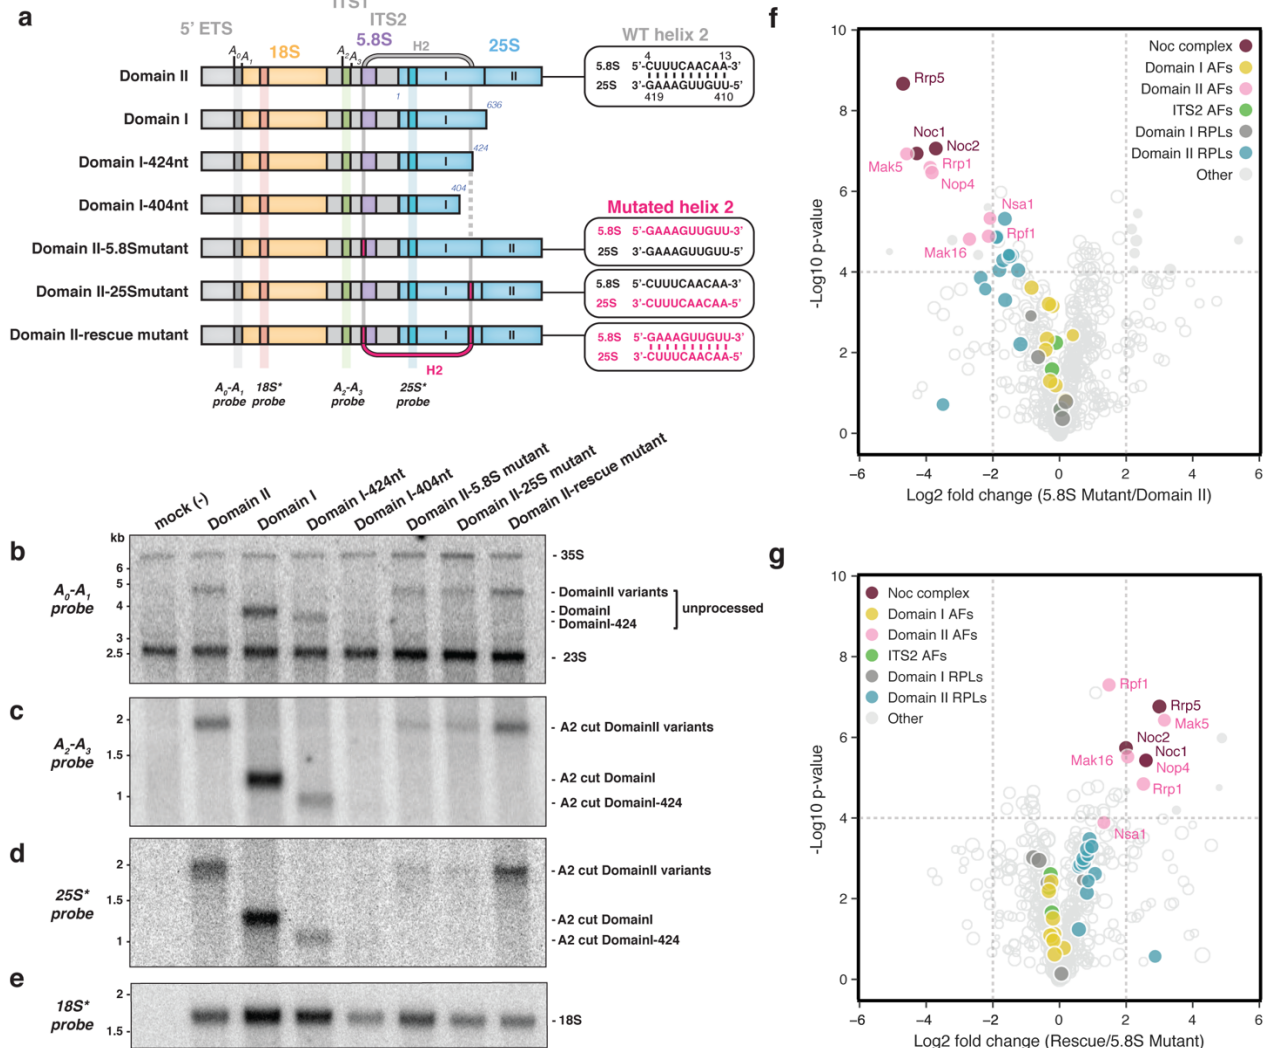 a
ITS1
ITS2
5' ETS
18S
5.8S
H2
25S
A0 A1
A2 A3
Domain II
I
II
WT helix 2
4 13
5.8S 5'-CUUUCAACAA-3'
25S 3'-GAAAGUUGUU-5'
419 410
1
636
Domain I
I
424
Domain I-424nt
I
404
Domain I-404nt
I
Mutated helix 2
Domain II-5.8Smutant
I
II
5.8S 5'-GAAAGUUGUU-3'
25S 3'-GAAAGUUGUU-5'
Domain II-25Smutant
I
II
5.8S 5'-CUUUCAACAA-3'
25S 3'-CUUUCAACAA-5'
Domain II-rescue mutant
I
II
5.8S 5'-GAAAGUUGUU-3'
25S 3'-CUUUCAACAA-5'
H2
A0-A1 probe
18S* probe
A2-A3 probe
25S* probe
mock (-)
Domain II
Domain I
Domain I-424nt
Domain I-404nt
Domain II-5.8S mutant
Domain II-25S mutant
Domain II-rescue mutant
b
kb
6
5
4
3
2.5
A0-A1 probe
- 35S
- DomainII variants
- DomainI
- DomainI-424
unprocessed
- 23S
c
2
1.5
1
A2-A3 probe
- A2 cut DomainII variants
- A2 cut DomainI
- A2 cut DomainI-424
d
2
1.5
1
25S* probe
- A2 cut DomainII variants
- A2 cut DomainI
- A2 cut DomainI-424
e
2
1.5
18S* probe
- 18S
f
10
8
6
4
2
0
-Log10 p-value
Noc complex
Domain I AFs
Domain II AFs
ITS2 AFs
Domain I RPLs
Domain II RPLs
Other
Rrp5
Noc1
Noc2
Mak5
Rrp1
Nop4
Nsa1
Rpf1
Mak16
−6 −4 −2 0 2 4 6
Log2 fold change (5.8S Mutant/Domain II)
g
10
8
6
4
2
0
-Log10 p-value
Noc complex
Domain I AFs
Domain II AFs
ITS2 AFs
Domain I RPLs
Domain II RPLs
Other
Rpf1
Rrp5
Mak5
Noc2
Noc1
Mak16
Nop4
Rrp1
Nsa1
−6 −4 −2 0 2 4 6
Log2 fold change (Rescue/5.8S Mutant)